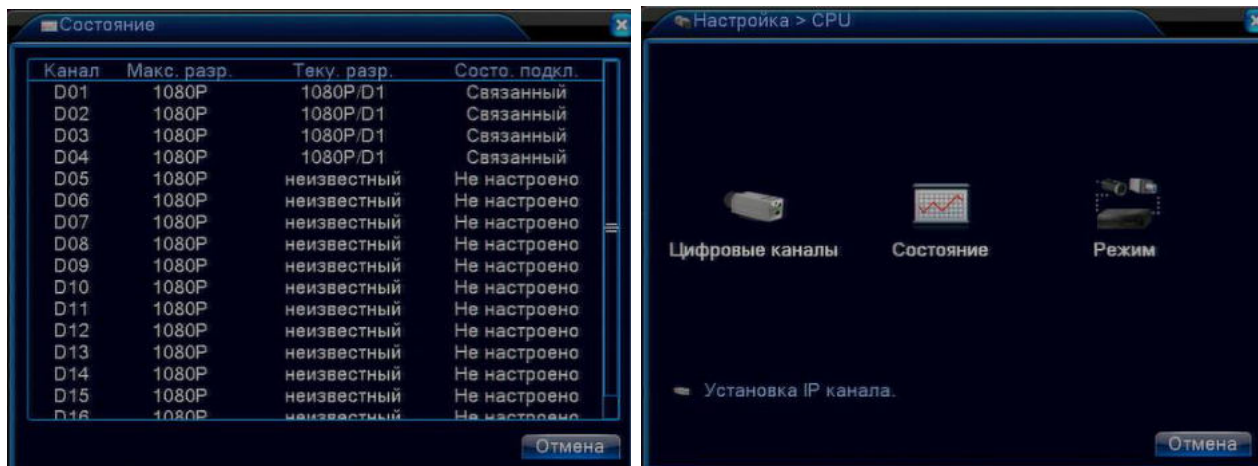 Состояние
Канал Макс. разр. Теку. разр. Состо. подкл.
D01 1080P 1080P/D1 Связанный
D02 1080P 1080P/D1 Связанный
D03 1080P 1080P/D1 Связанный
D04 1080P 1080P/D1 Связанный
D05 1080P неизвестный Не настроено
D06 1080P неизвестный Не настроено
D07 1080P неизвестный Не настроено
D08 1080P неизвестный Не настроено
D09 1080P неизвестный Не настроено
D10 1080P неизвестный Не настроено
D11 1080P неизвестный Не настроено
D12 1080P неизвестный Не настроено
D13 1080P неизвестный Не настроено
D14 1080P неизвестный Не настроено
D15 1080P неизвестный Не настроено
D16 1080P неизвестный Не настроено
Отмена
Настройка > CPU
Цифровые каналы Состояние Режим
Установка IP канала.
Отмена